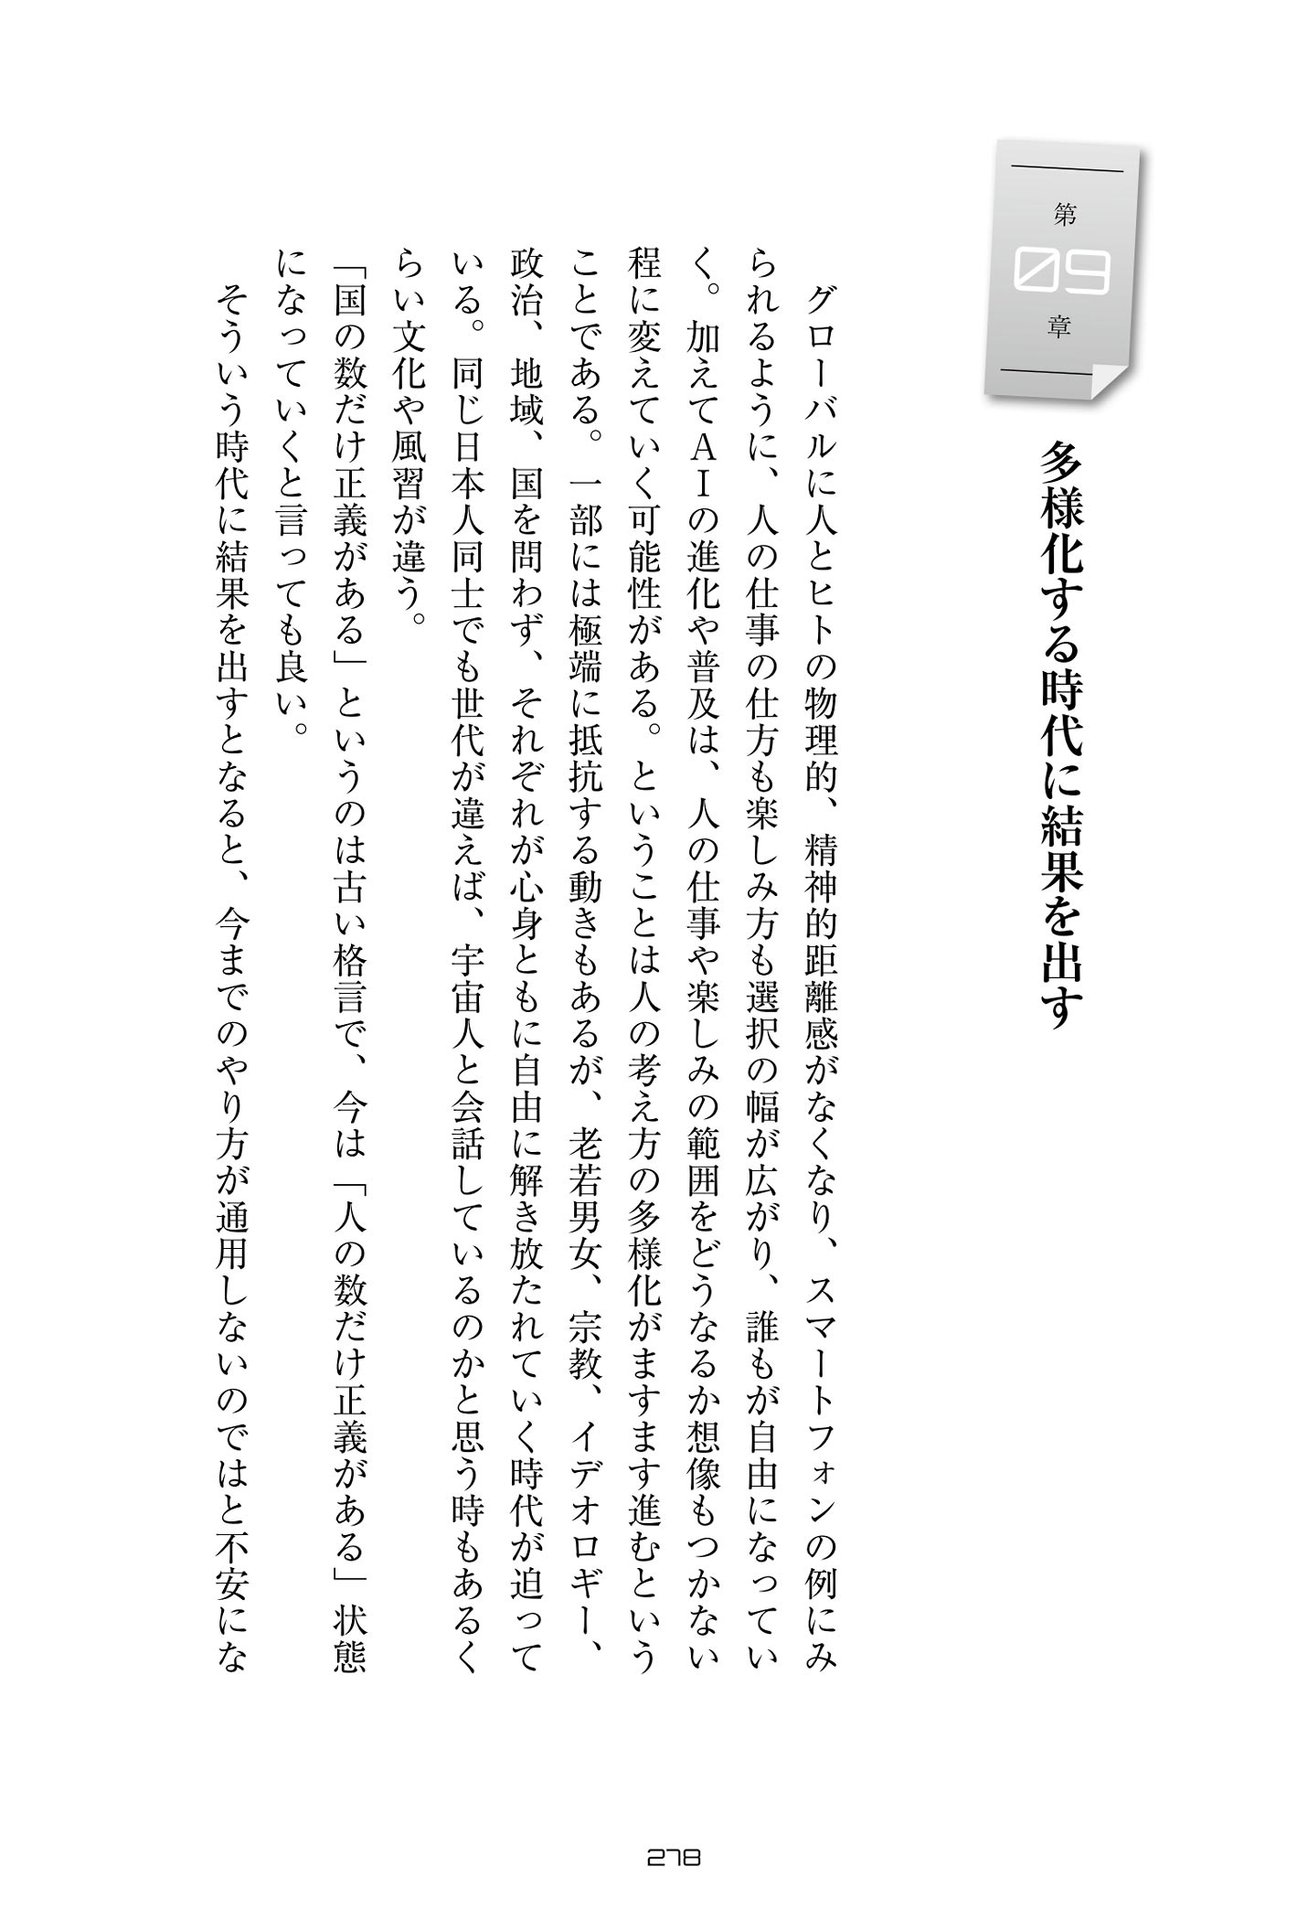 第
09
章
多様化する時代に結果を出す
　グローバルに人とヒトの物理的、精神的距離感がなくなり、スマートフォンの例にみ
られるように、人の仕事の仕方も楽しみ方も選択の幅が広がり、誰もが自由になってい
く。加えてＡＩの進化や普及は、人の仕事や楽しみの範囲をどうなるか想像もつかない
程に変えていく可能性がある。ということは人の考え方の多様化がますます進むという
ことである。一部には極端に抵抗する動きもあるが、老若男女、宗教、イデオロギー、
政治、地域、国を問わず、それぞれが心身ともに自由に解き放たれていく時代が迫って
いる。同じ日本人同士でも世代が違えば、宇宙人と会話しているのかと思う時もあるく
らい文化や風習が違う。
「国の数だけ正義がある」というのは古い格言で、今は「人の数だけ正義がある」状態
になっていくと言っても良い。
　そういう時代に結果を出すとなると、今までのやり方が通用しないのではと不安にな
278